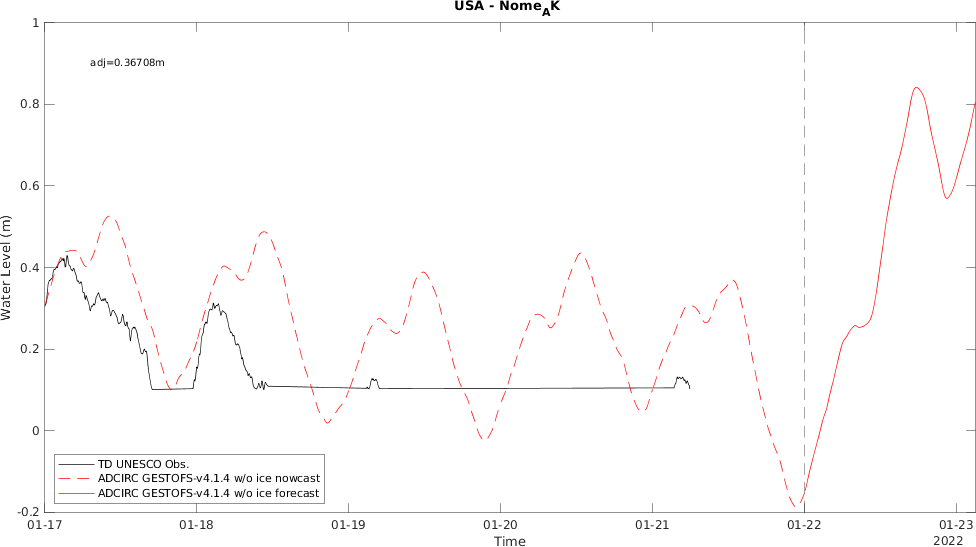 USA - Nome_AK
adj=0.36708m
1
0.8
0.6
0.4
0.2
0
-0.2
Water Level (m)
TD UNESCO Obs.
ADCIRC GESTOFS-v4.1.4 w/o ice nowcast
ADCIRC GESTOFS-v4.1.4 w/o ice forecast
01-17 01-18 01-19 01-20 01-21 01-22 01-23
Time
2022